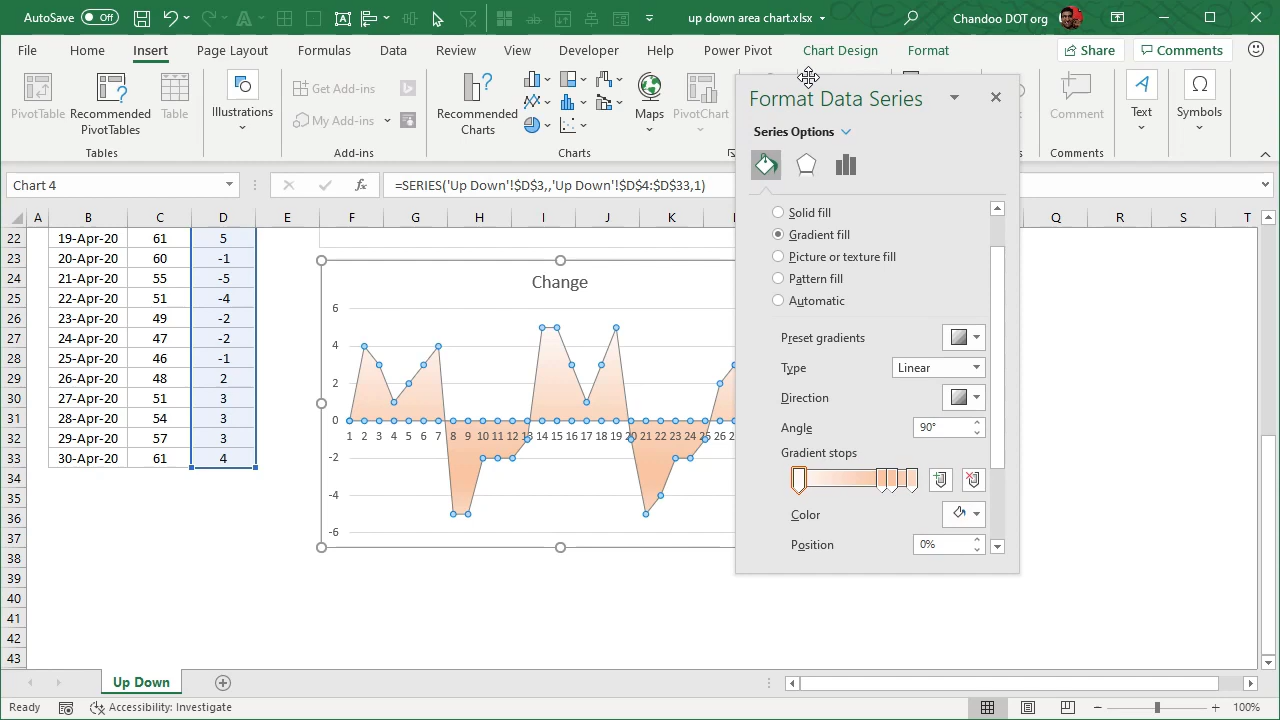 AutoSave Off up down area chart.xlsx Chandoo DOT org
File Home Insert Draw Page Layout Formulas Data Review View Developer Help Power Pivot Chart Design Format Share Comments
PivotTable Recommended PivotTables Table Illustrations Get Add-ins My Add-ins Recommended Charts Maps PivotChart Comment Text Symbols
Tables Add-ins Charts Comments
Chart 4 fx =SERIES('Up Down'!$D$3,,'Up Down'!$D$4:$D$33,1)
Format Data Series
Series Options
A B C D E F G H I J K Q R S T
22 19-Apr-20 61 5
23 20-Apr-20 60 -1
24 21-Apr-20 55 -5
25 22-Apr-20 51 -4
26 23-Apr-20 49 -2
27 24-Apr-20 47 -2
28 25-Apr-20 46 -1
29 26-Apr-20 48 2
30 27-Apr-20 51 3
31 28-Apr-20 54 3
32 29-Apr-20 57 3
33 30-Apr-20 61 4
34
35
36
37
38
39
40
41
42
43
Change
6
4
2
0
1 2 3 4 5 6 7 8 9 10 11 12 13 14 15 16 17 18 19 20 21 22 23 24 25 26
-2
-4
-6
Solid fill
Gradient fill
Picture or texture fill
Pattern fill
Automatic
Preset gradients
Type Linear
Direction
Angle 90°
Gradient stops
Color
Position 0%
Up Down
Ready Accessibility: Investigate 100%